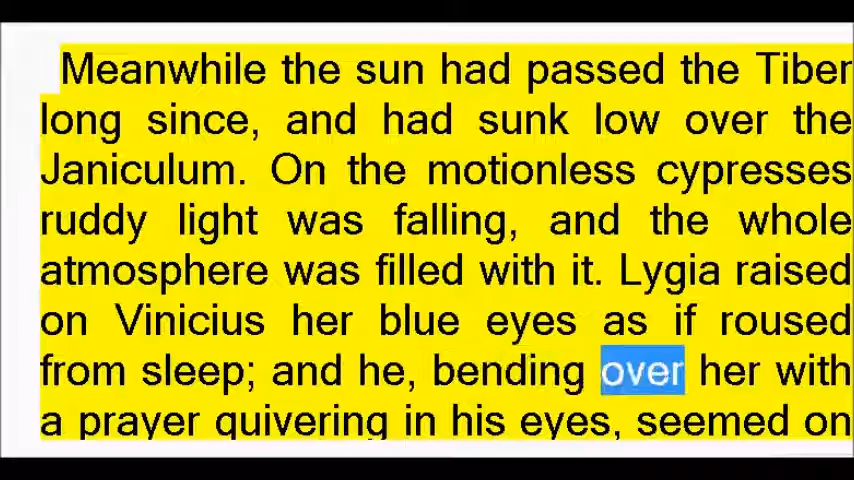 Meanwhile the sun had passed the Tiber
long since, and had sunk low over the
Janiculum. On the motionless cypresses
ruddy light was falling, and the whole
atmosphere was filled with it. Lygia raised
on Vinicius her blue eyes as if roused
from sleep; and he, bending over her with
a prayer quivering in his eyes, seemed on